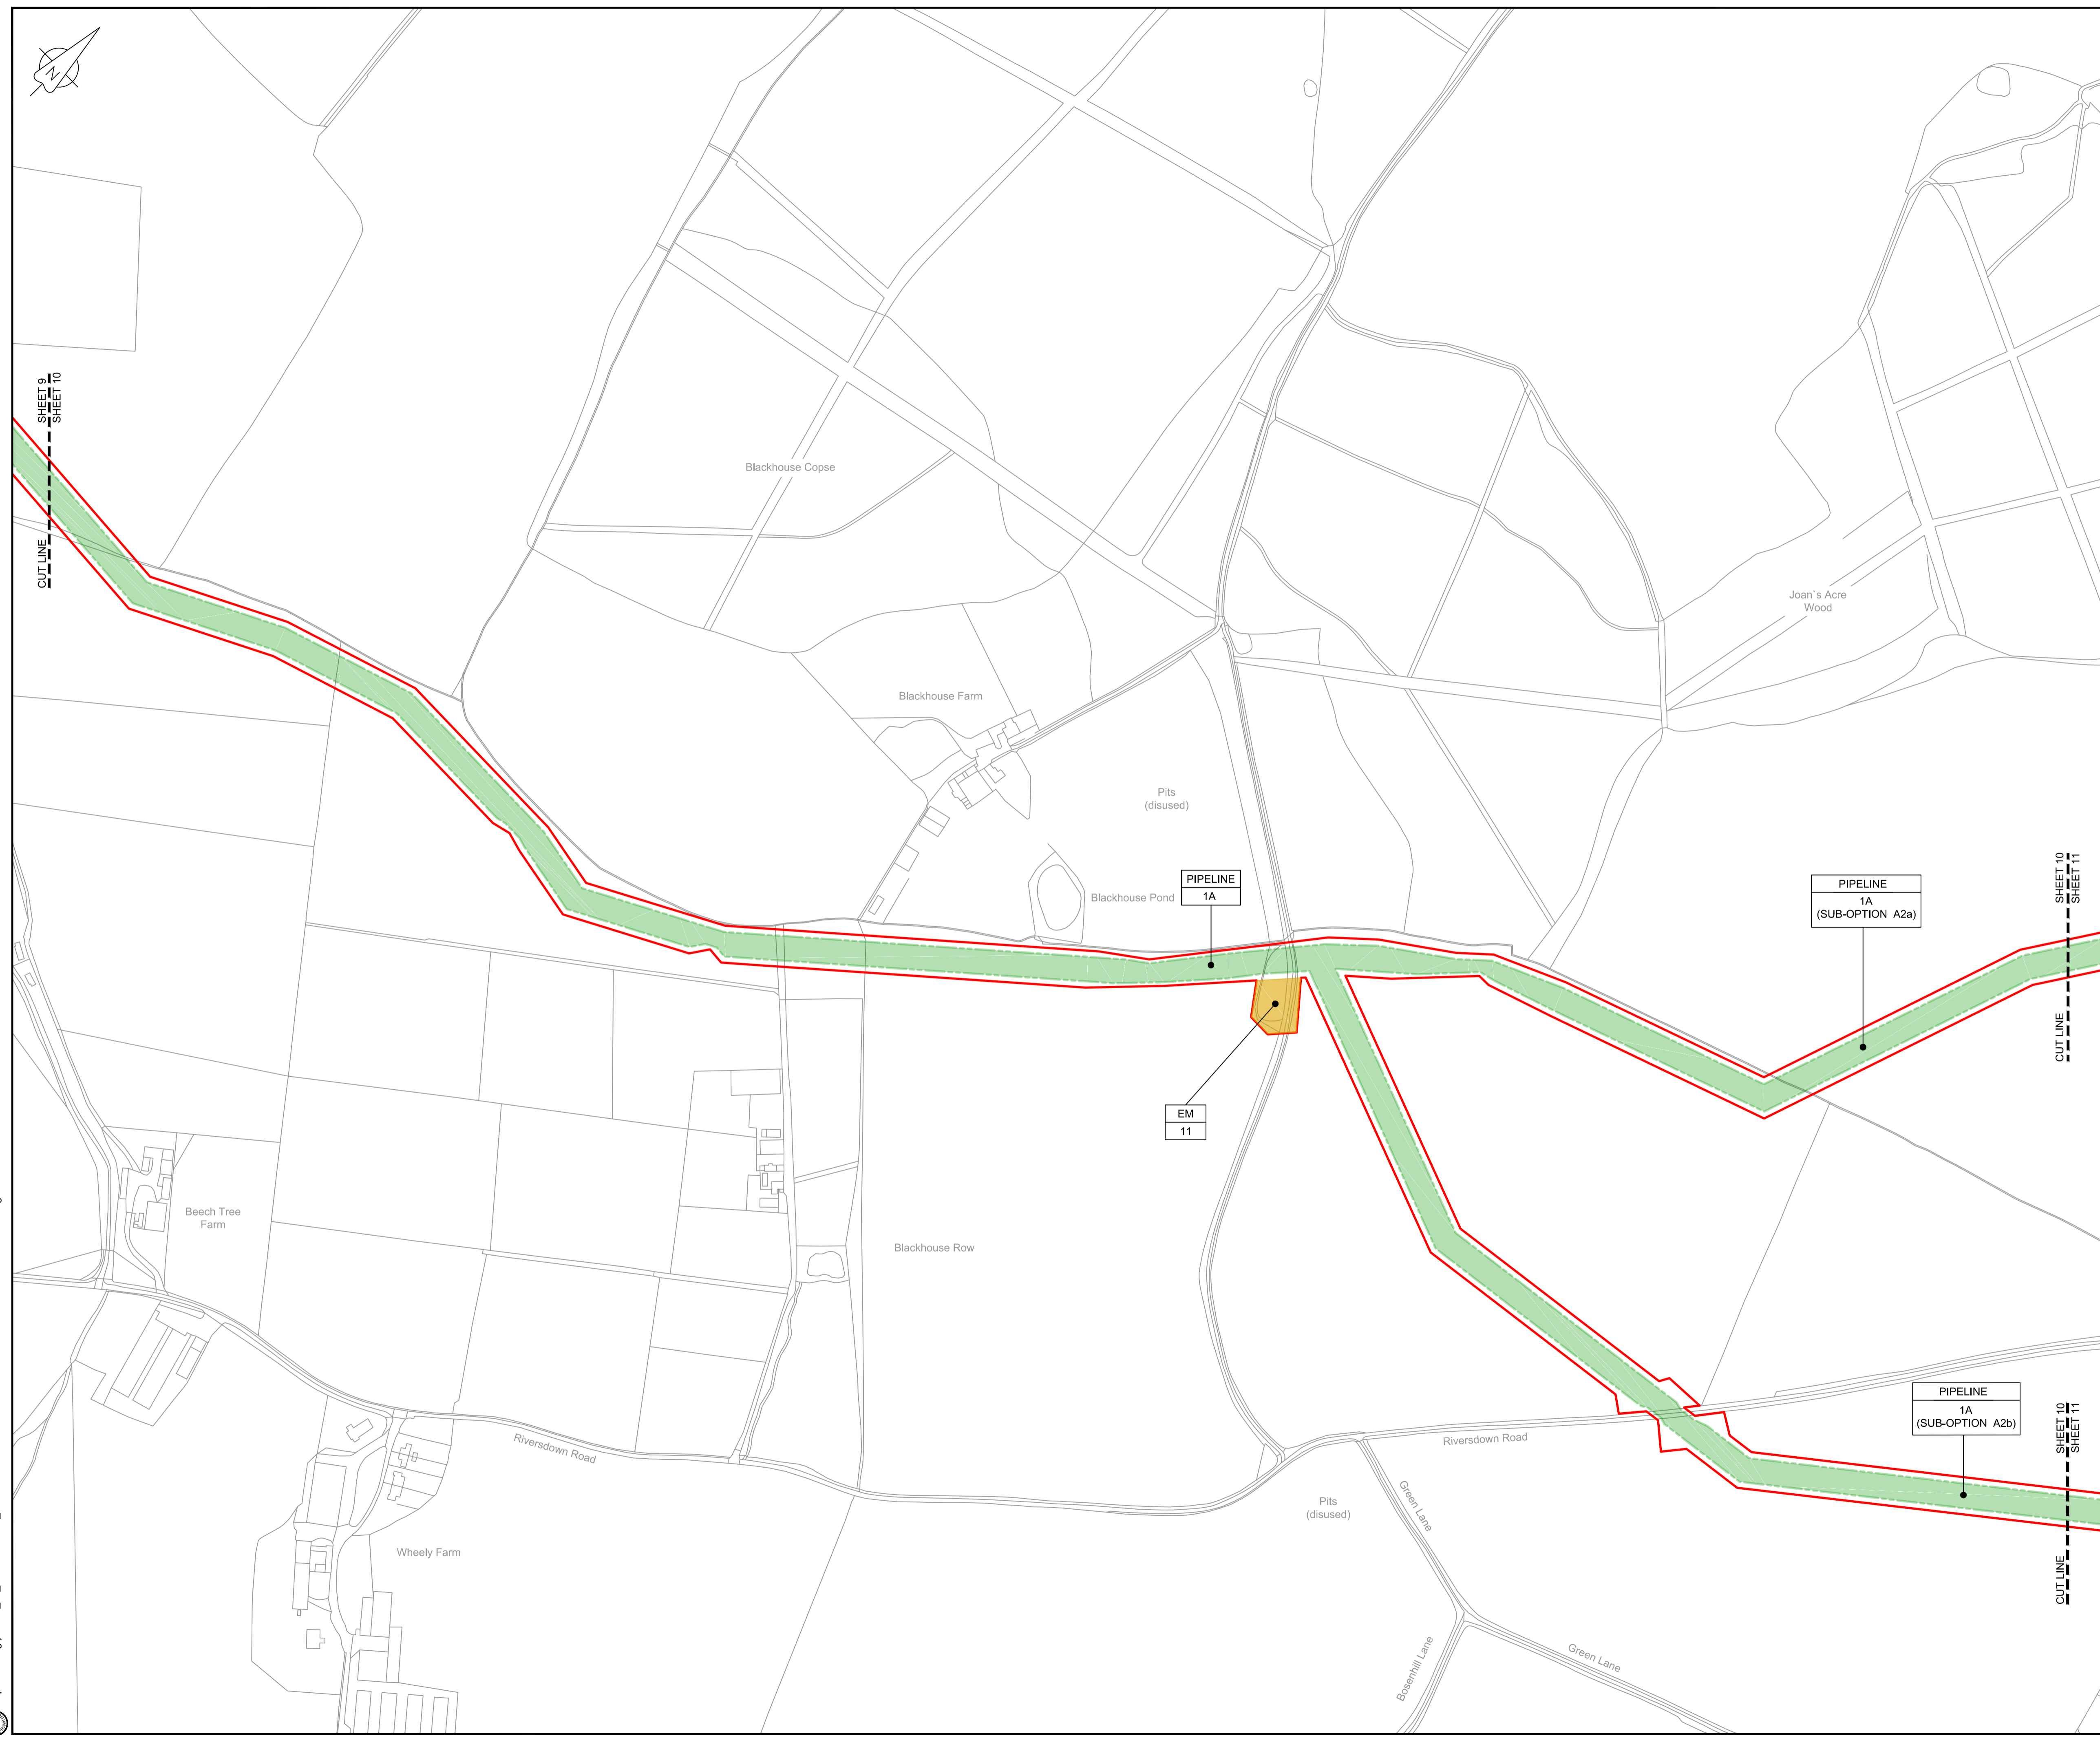 N
SHEET 9
SHEET 10
CUT LINE
Blackhouse Copse
Joan`s Acre
Wood
Blackhouse Farm
Pits
(disused)
Blackhouse Pond
PIPELINE
1A
PIPELINE
1A
(SUB-OPTION A2a)
SHEET 10
SHEET 11
CUT LINE
EM
11
Beech Tree
Farm
Blackhouse Row
PIPELINE
1A
(SUB-OPTION A2b)
SHEET 10
SHEET 11
CUT LINE
Riversdown Road
Riversdown Road
Pits
(disused)
Green Lane
Wheely Farm
Green Lane
Bosenhill Lane